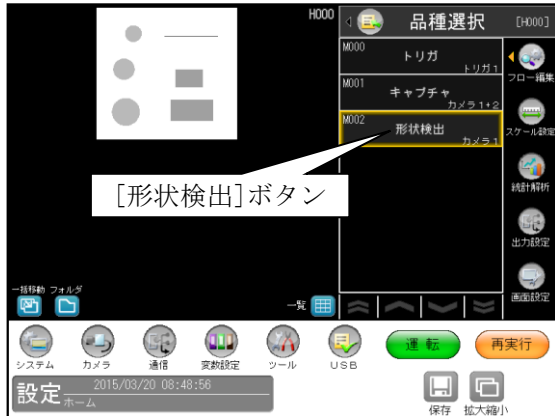 H000
品種選択
[H000]
M000
トリガ
トリガ1
M001
キャプチャ
カメラ1+2
M002
形状検出
カメラ1
[形状検出]ボタン
フロー編集
スケール設定
統計解析
出力設定
画面設定
一括移動 フォルダ
一覧
システム
カメラ
通信
変数設定
ツール
USB
運転
再実行
設定
2015/03/20 08:48:56
ホーム
保存
拡大縮小